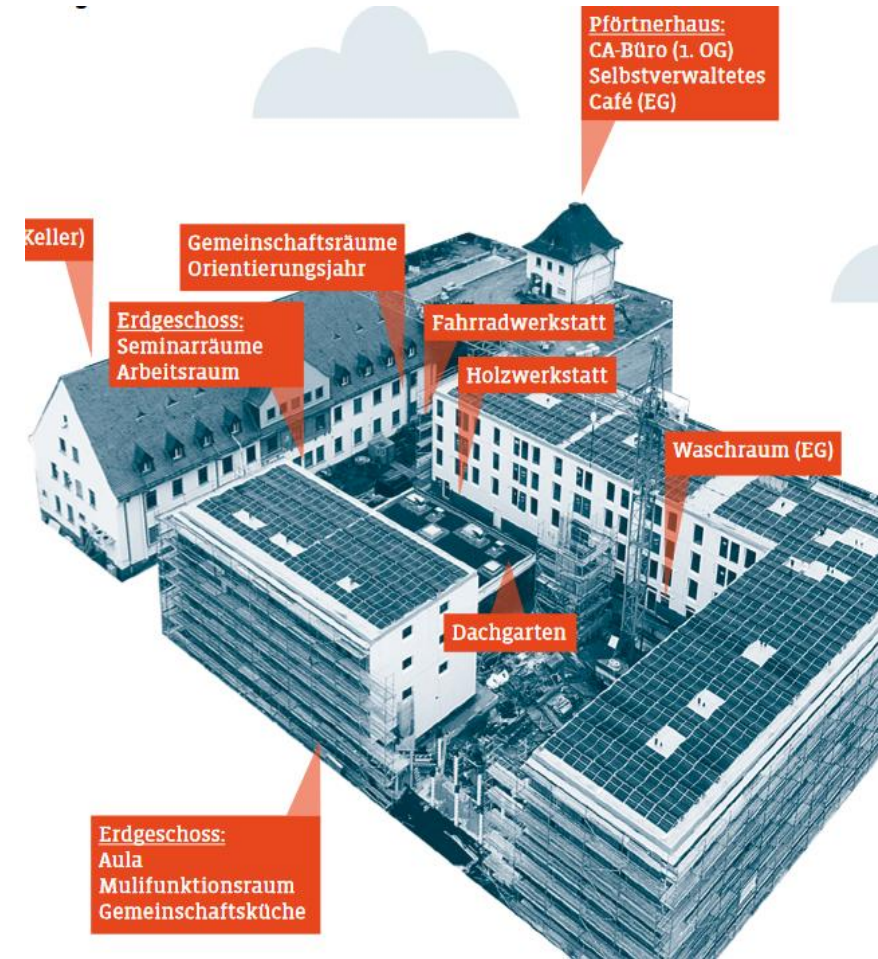 Pförtnerhaus:
CA-Büro (1. OG)
Selbstverwaltetes
Café (EG)
Keller)
Gemeinschaftsräume
Orientierungsjahr
Erdgeschoss:
Seminarräume
Arbeitsraum
Fahrradwerkstatt
Holzwerkstatt
Waschraum (EG)
Dachgarten
Erdgeschoss:
Aula
Mulifunktionsraum
Gemeinschaftsküche